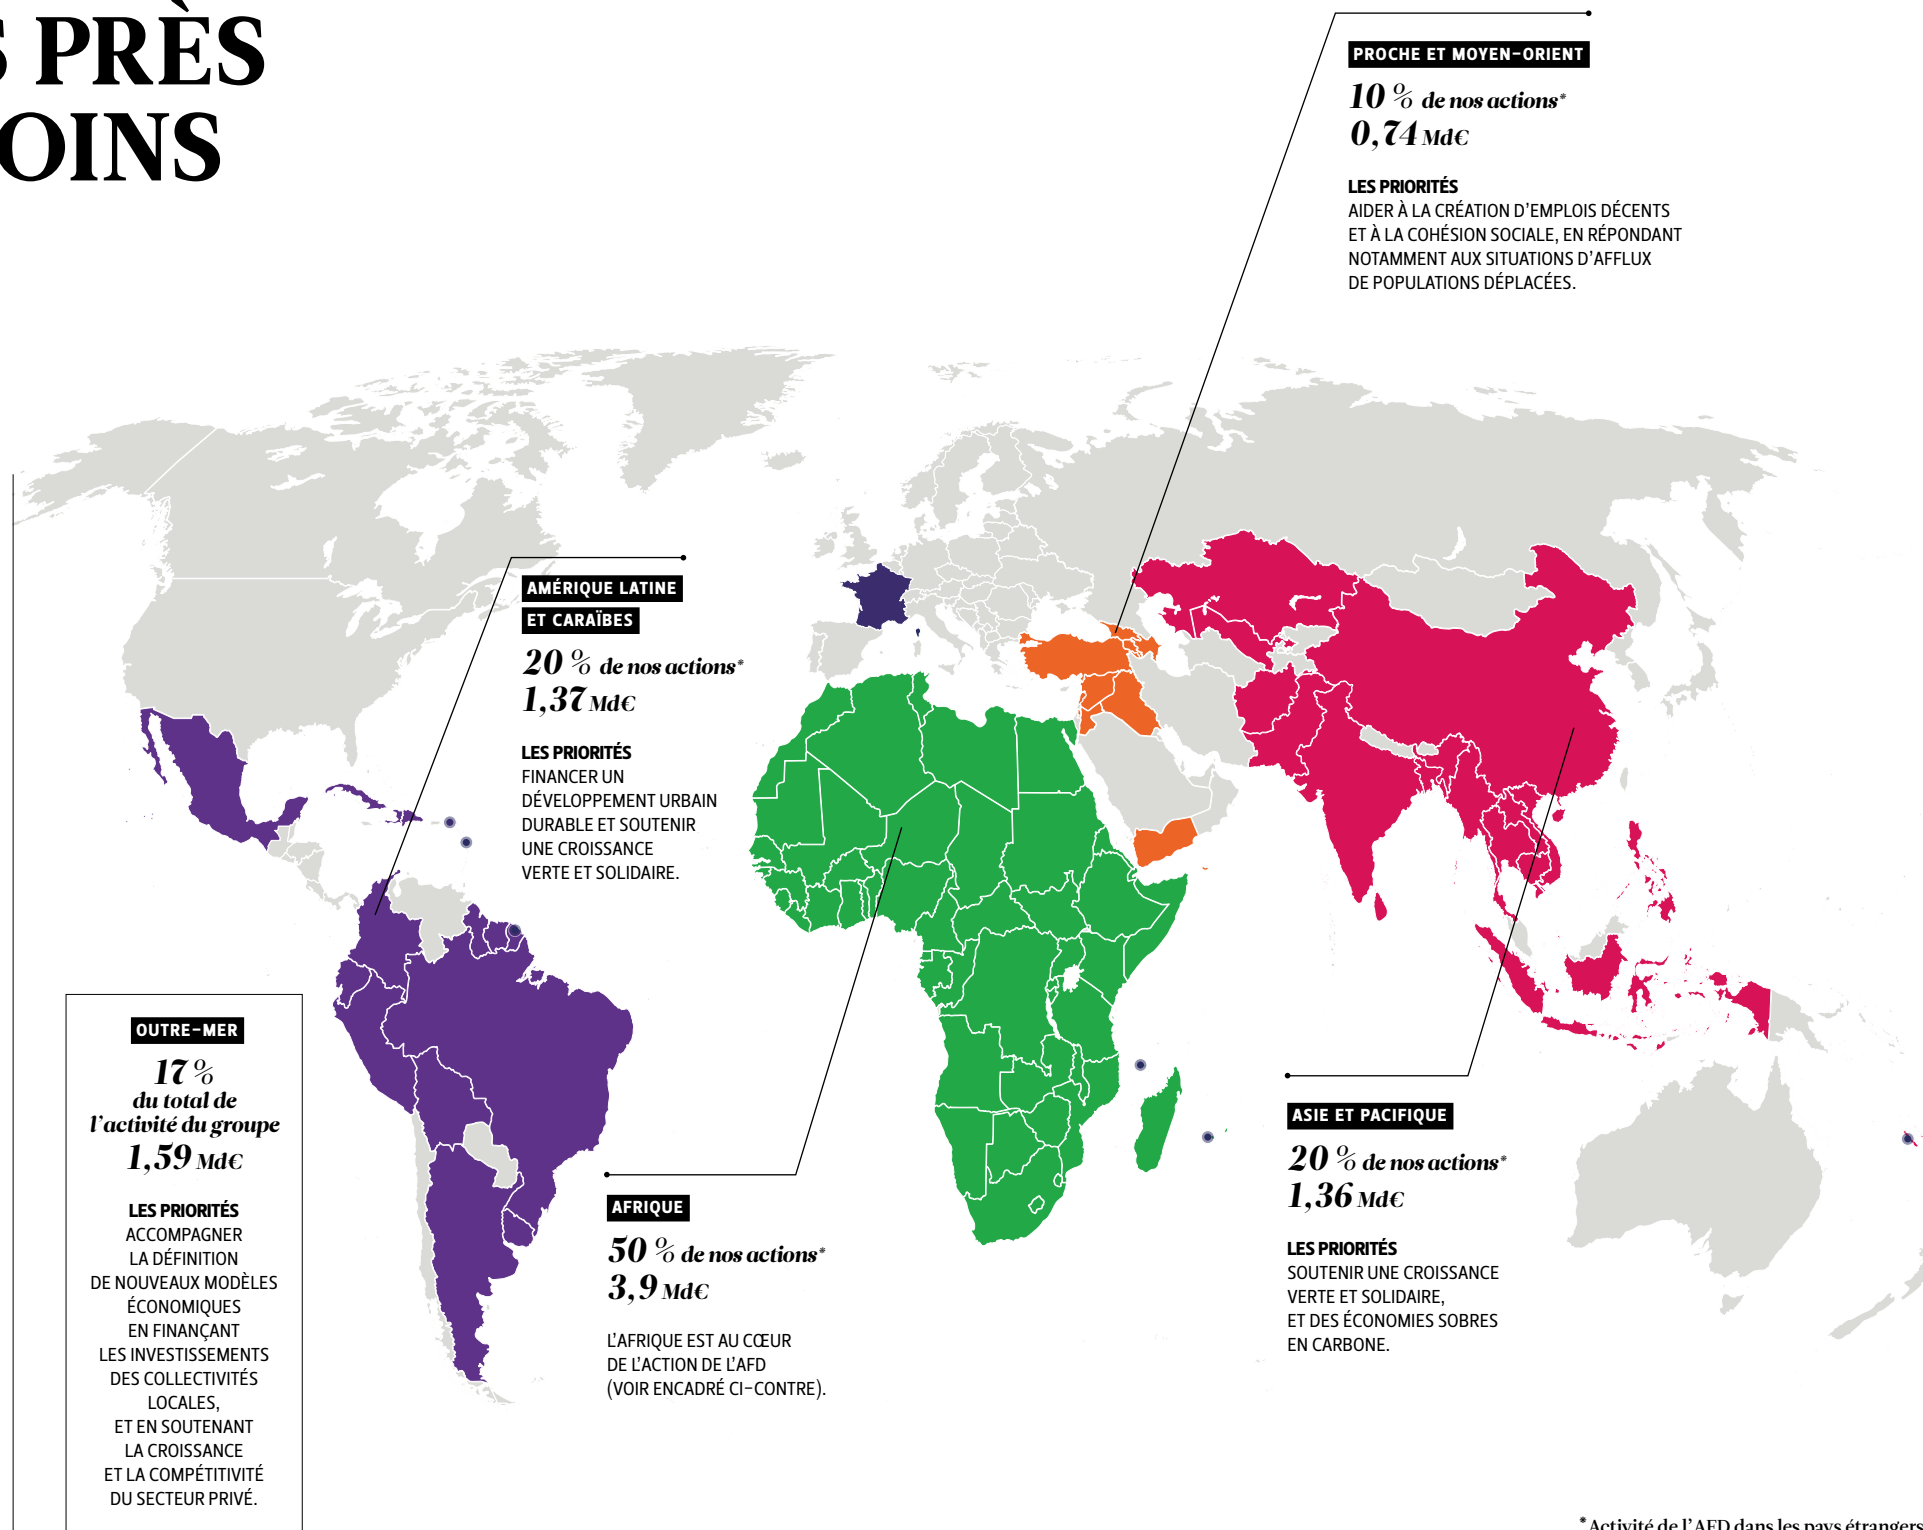 S PRÈS
OINS
PROCHE ET MOYEN-ORIENT
10 % de nos actions*
0,74 Md€
LES PRIORITÉS
AIDER À LA CRÉATION D'EMPLOIS DÉCENTS
ET À LA COHÉSION SOCIALE, EN RÉPONDANT
NOTAMMENT AUX SITUATIONS D'AFFLUX
DE POPULATIONS DÉPLACÉES.
AMÉRIQUE LATINE
ET CARAÏBES
20 % de nos actions*
1,37 Md€
LES PRIORITÉS
FINANCER UN
DÉVELOPPEMENT URBAIN
DURABLE ET SOUTENIR
UNE CROISSANCE
VERTE ET SOLIDAIRE.
OUTRE-MER
17 %
du total de
l'activité du groupe
1,59 Md€
LES PRIORITÉS
ACCOMPAGNER
LA DÉFINITION
DE NOUVEAUX MODÈLES
ÉCONOMIQUES
EN FINANÇANT
LES INVESTISSEMENTS
DES COLLECTIVITÉS
LOCALES,
ET EN SOUTENANT
LA CROISSANCE
ET LA COMPÉTITIVITÉ
DU SECTEUR PRIVÉ.
AFRIQUE
50 % de nos actions*
3,9 Md€
L'AFRIQUE EST AU CŒUR
DE L'ACTION DE L'AFD
(VOIR ENCADRÉ CI-CONTRE).
ASIE ET PACIFIQUE
20 % de nos actions*
1,36 Md€
LES PRIORITÉS
SOUTENIR UNE CROISSANCE
VERTE ET SOLIDAIRE,
ET DES ÉCONOMIES SOBRES
EN CARBONE.
*Activité de l'AFD dans les pays étrangers